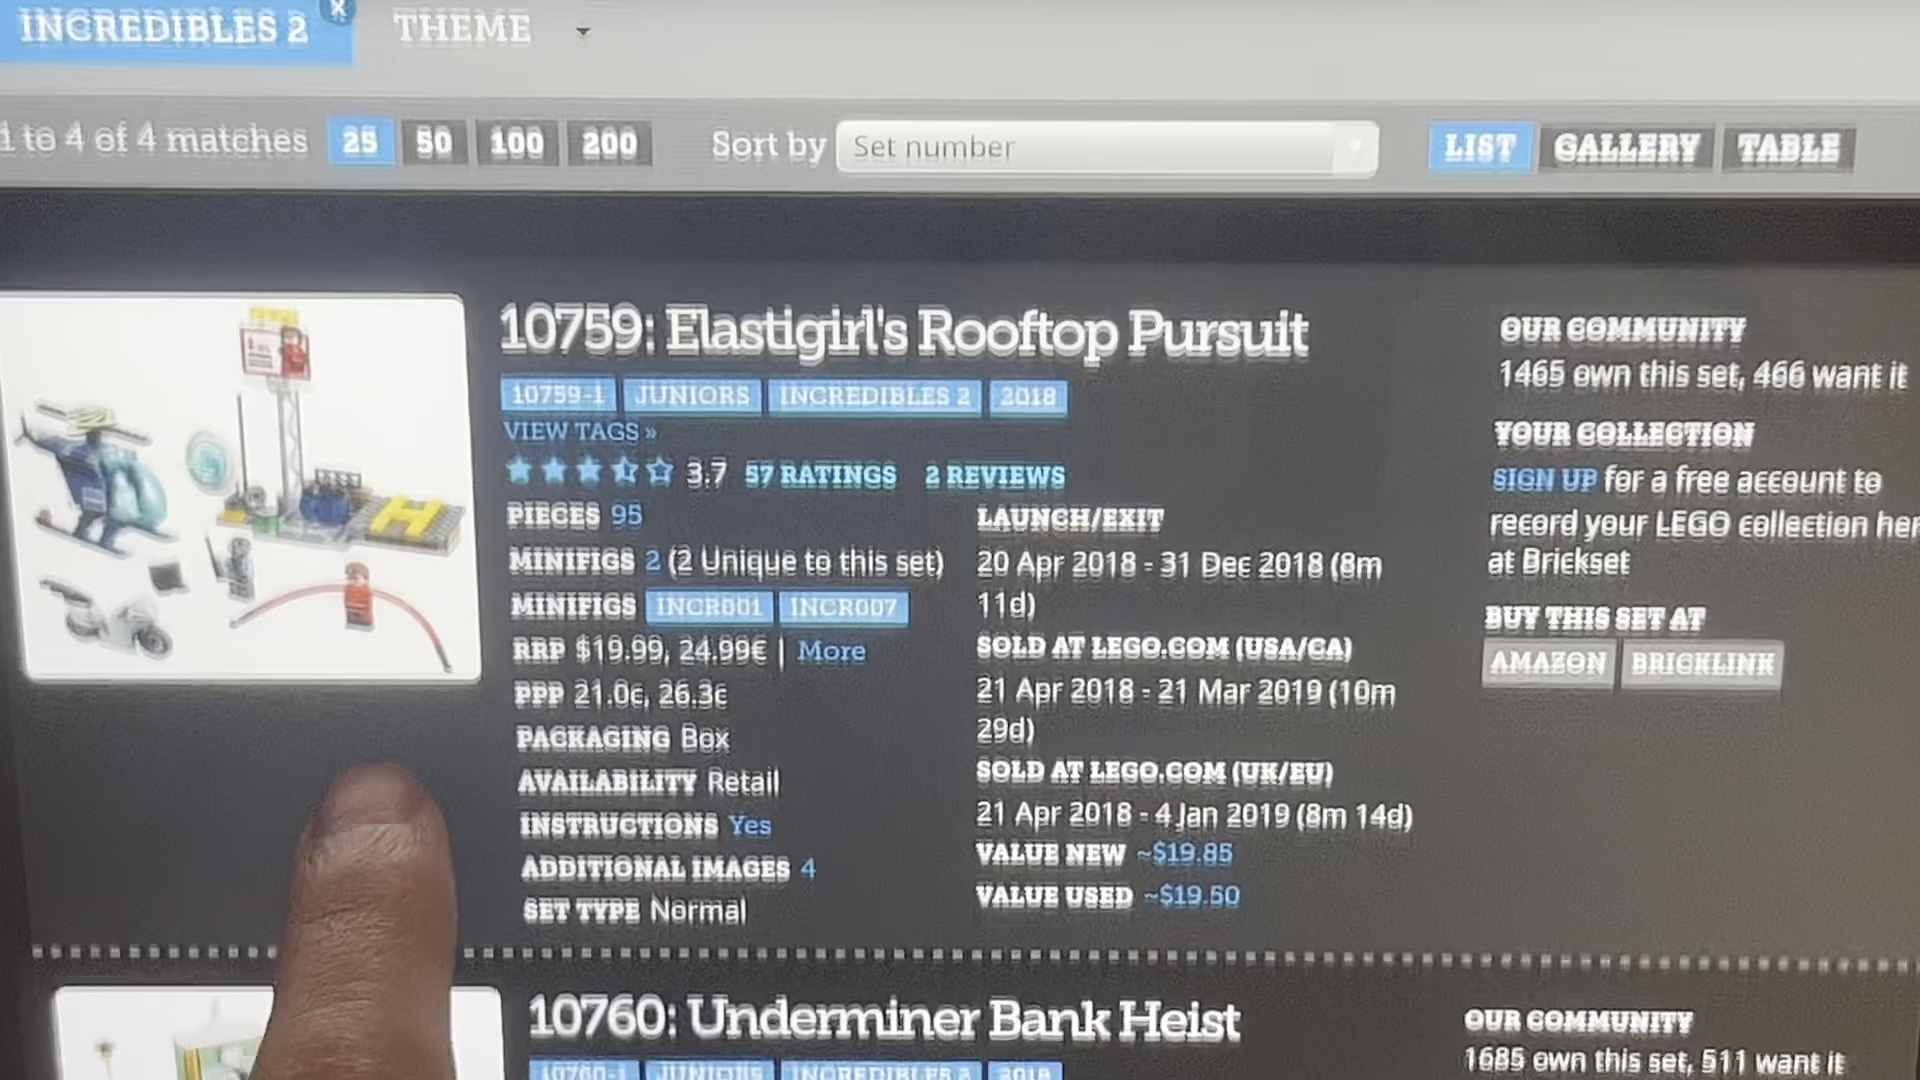 INCREDIBLES 2 X THEME
1 to 4 of 4 matches 25 50 100 200 Sort by Set number LIST GALLERY TABLE
10759: Elastigirl's Rooftop Pursuit
10759-1 JUNIORS INCREDIBLES 2 2018
VIEW TAGS »
3.7 57 RATINGS 2 REVIEWS
PIECES 95
MINIFIGS 2 (2 Unique to this set)
MINIFIGS INCR001 INCR007
RRP $19.99, 24.99€ | More
PPP 21.0c, 26.3c
PACKAGING Box
AVAILABILITY Retail
INSTRUCTIONS Yes
ADDITIONAL IMAGES 4
SET TYPE Normal
LAUNCH/EXIT
20 Apr 2018 - 31 Dec 2018 (8m
11d)
SOLD AT LEGO.COM (USA/CA)
21 Apr 2018 - 21 Mar 2019 (10m
29d)
SOLD AT LEGO.COM (UK/EU)
21 Apr 2018 - 4 Jan 2019 (8m 14d)
VALUE NEW ~$19.85
VALUE USED ~$19.50
OUR COMMUNITY
1465 own this set, 466 want it
YOUR COLLECTION
SIGN UP for a free account to
record your LEGO collection her
at Brickset
BUY THIS SET AT
AMAZON BRICKLINK
10760: Underminer Bank Heist
10760-1 JUNIORS INCREDIBLES 2 2018
OUR COMMUNITY
1685 own this set, 511 want it